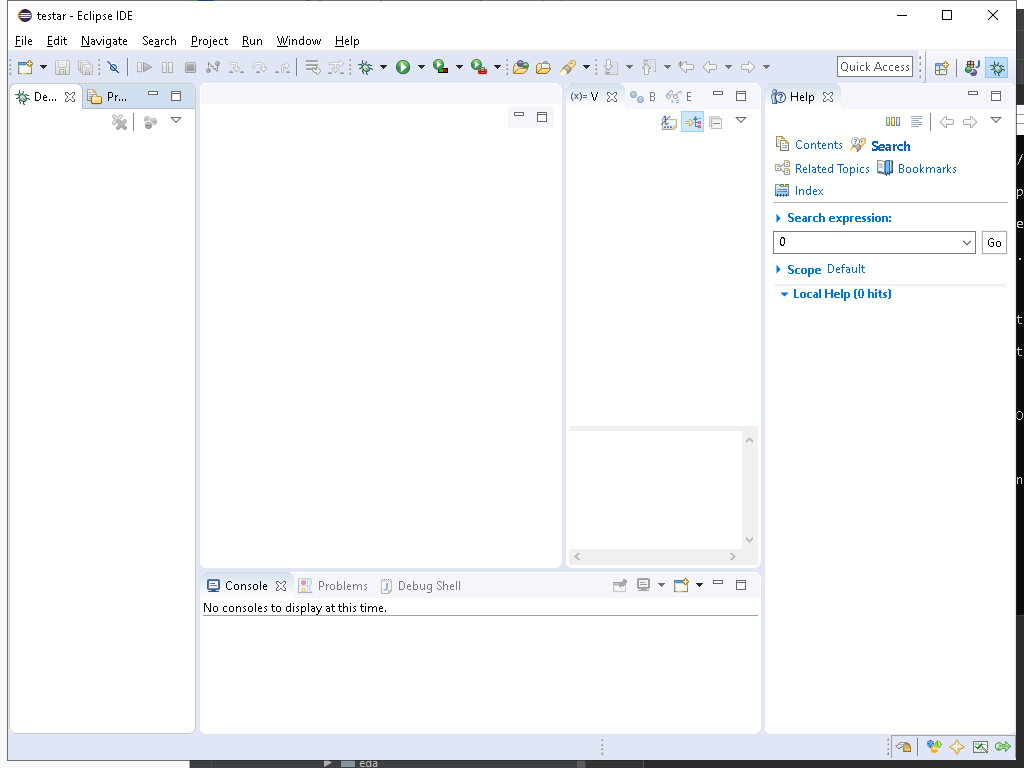 testar - Eclipse IDE
File Edit Navigate Search Project Run Window Help
Quick Access
De... Pr... (x)= V B E Help
Contents Search
Related Topics Bookmarks
Index
Search expression:
0 Go
Scope Default
Local Help (0 hits)
Console Problems Debug Shell
No consoles to display at this time.
eda